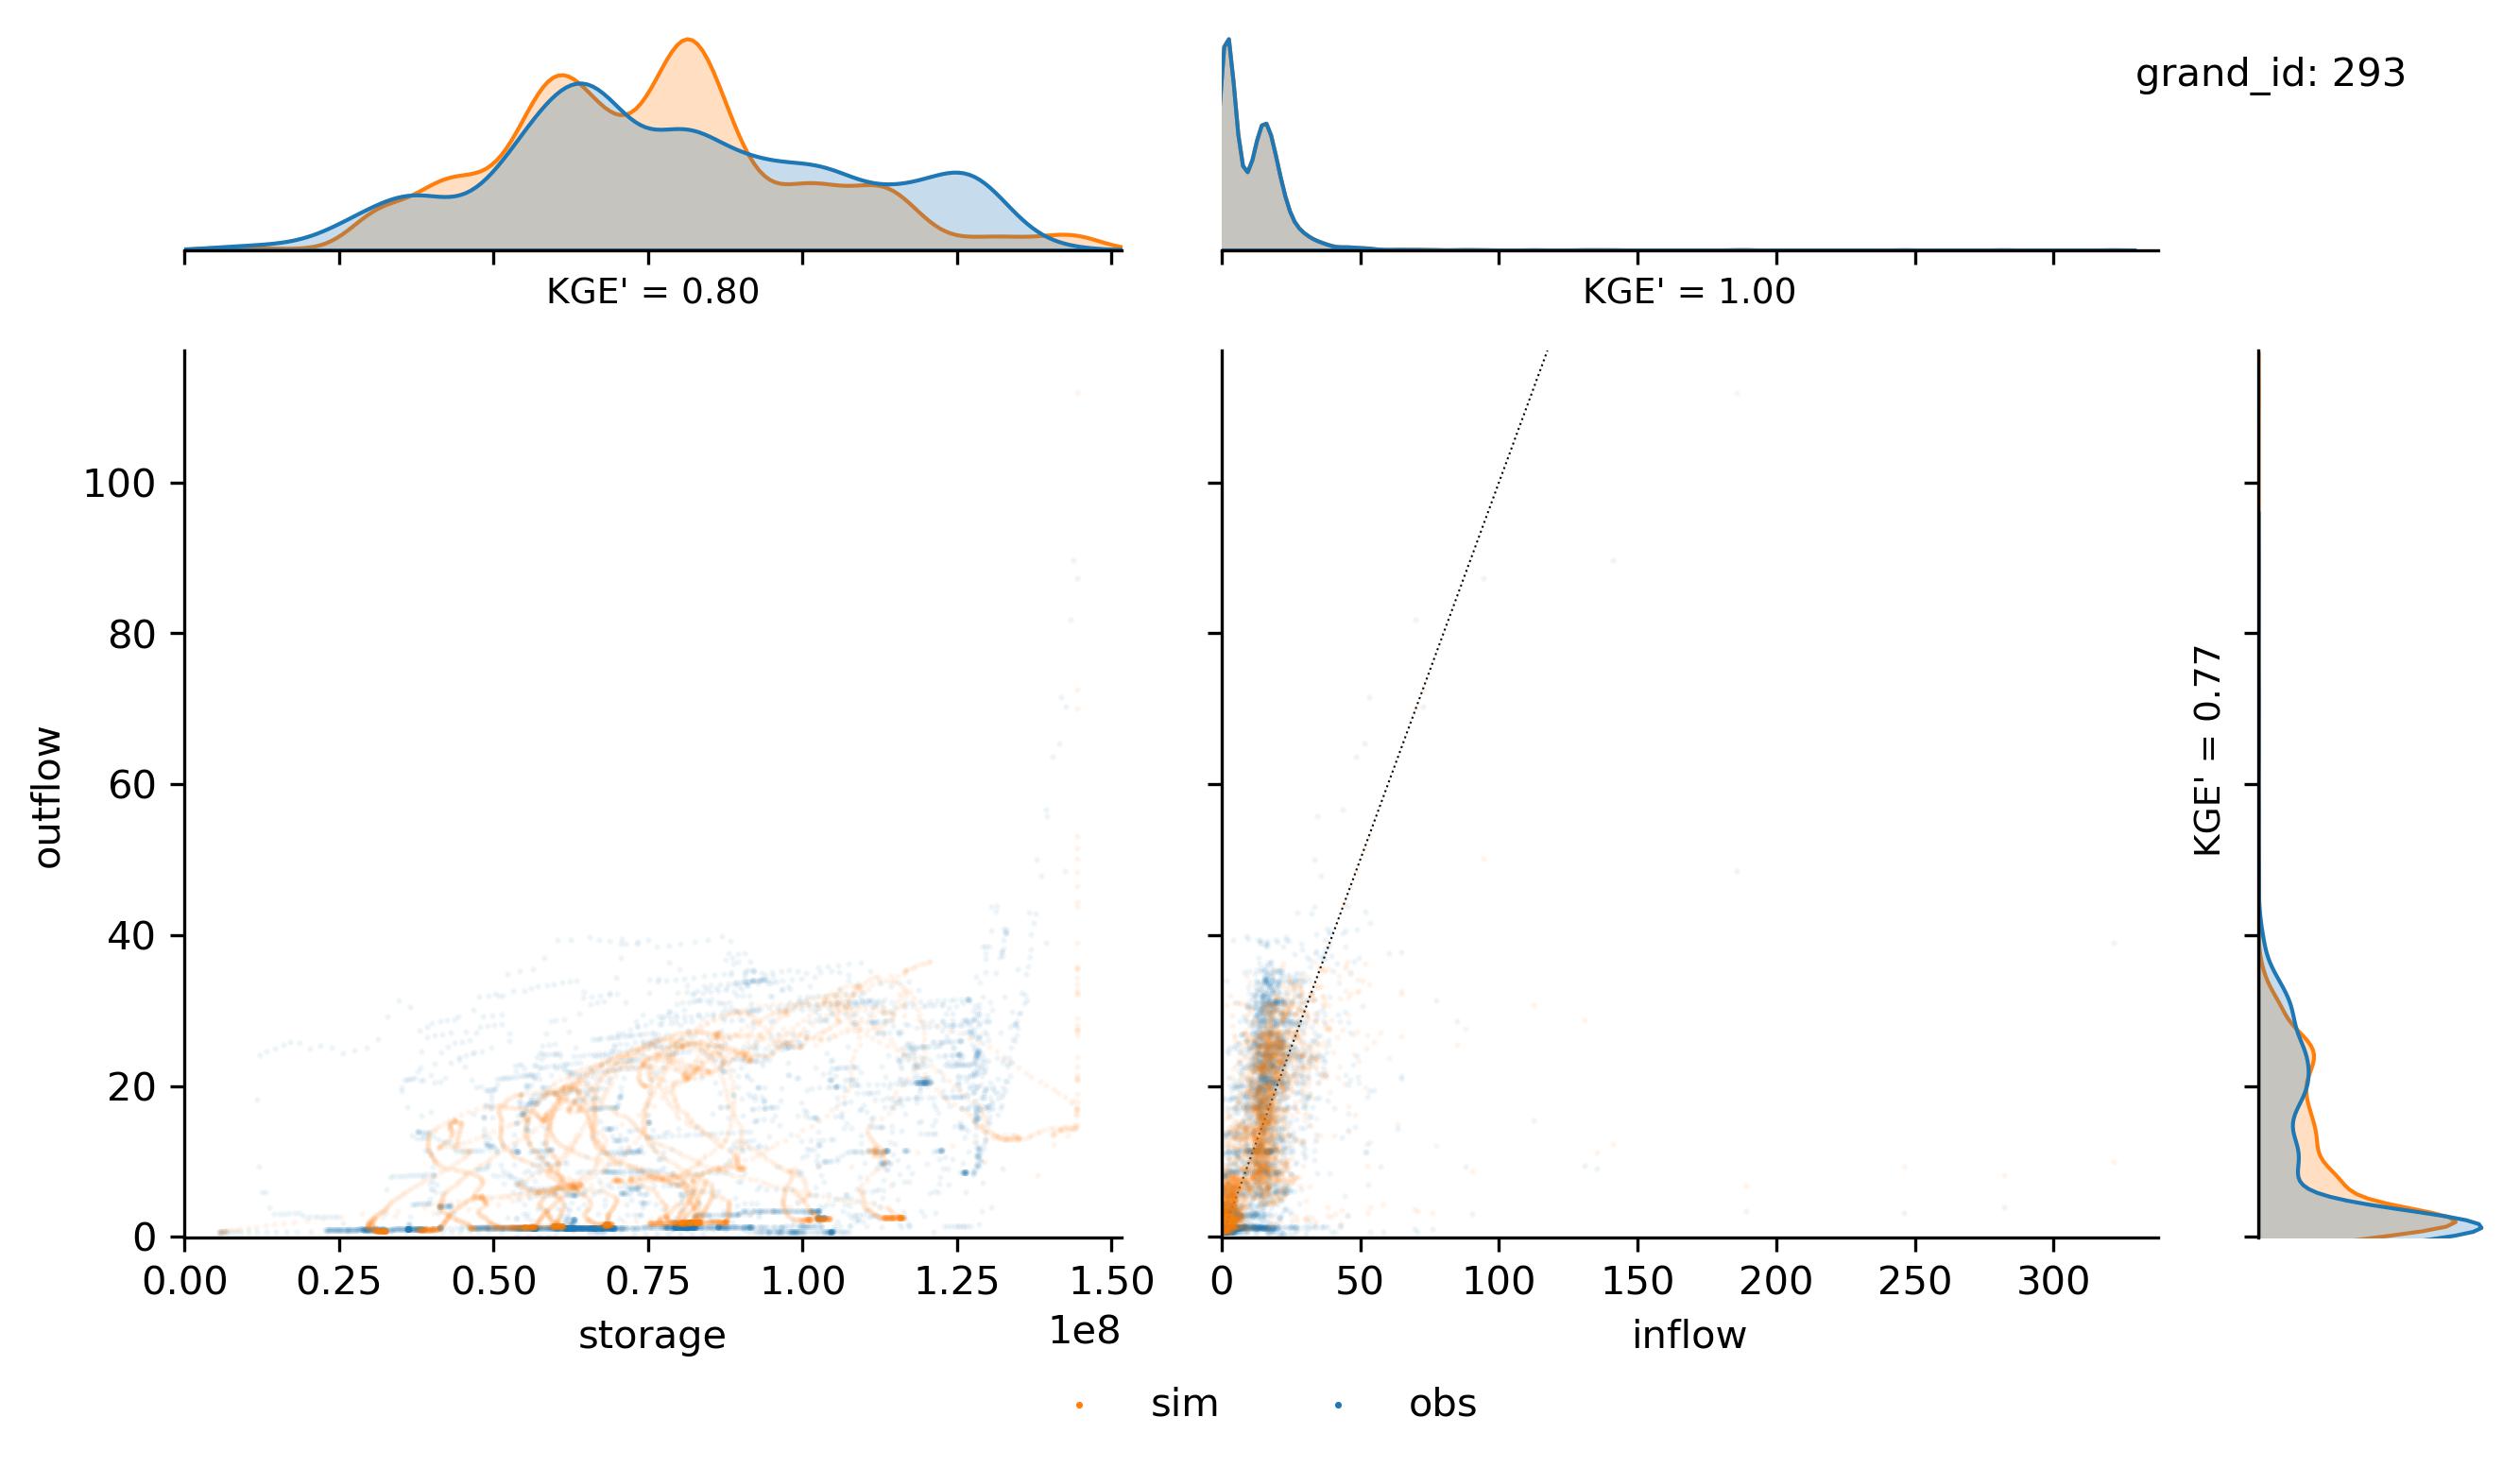 grand_id: 293
KGE' = 0.80
KGE' = 1.00
outflow
100
80
60
40
20
0
KGE' = 0.77
0.00 0.25 0.50 0.75 1.00 1.25 1.50
1e8
storage
0 50 100 150 200 250 300
inflow
sim obs